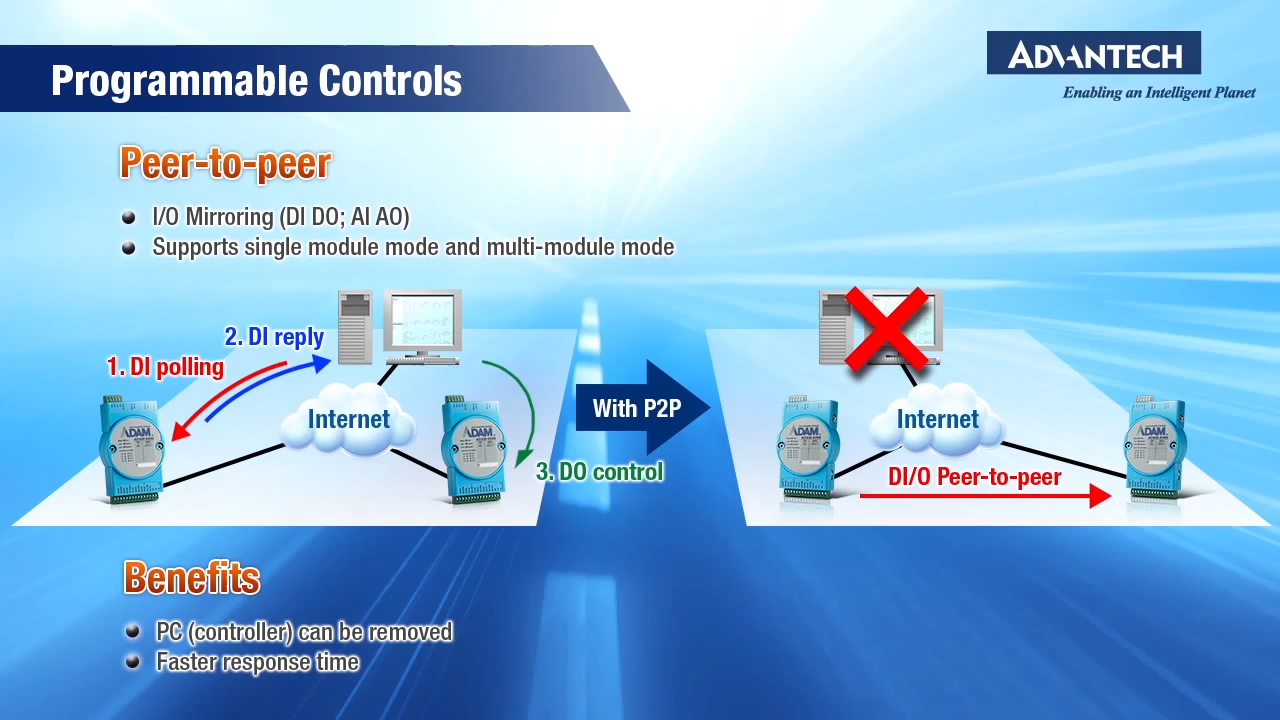 Programmable Controls
ADVANTECH
Enabling an Intelligent Planet
Peer-to-peer
I/O Mirroring (DI DO; AI AO)
Supports single module mode and multi-module mode
2. DI reply
1. DI polling
Internet
ADAM
ADAM
3. DO control
With P2P
Internet
ADAM
ADAM
DI/O Peer-to-peer
Benefits
PC (controller) can be removed
Faster response time